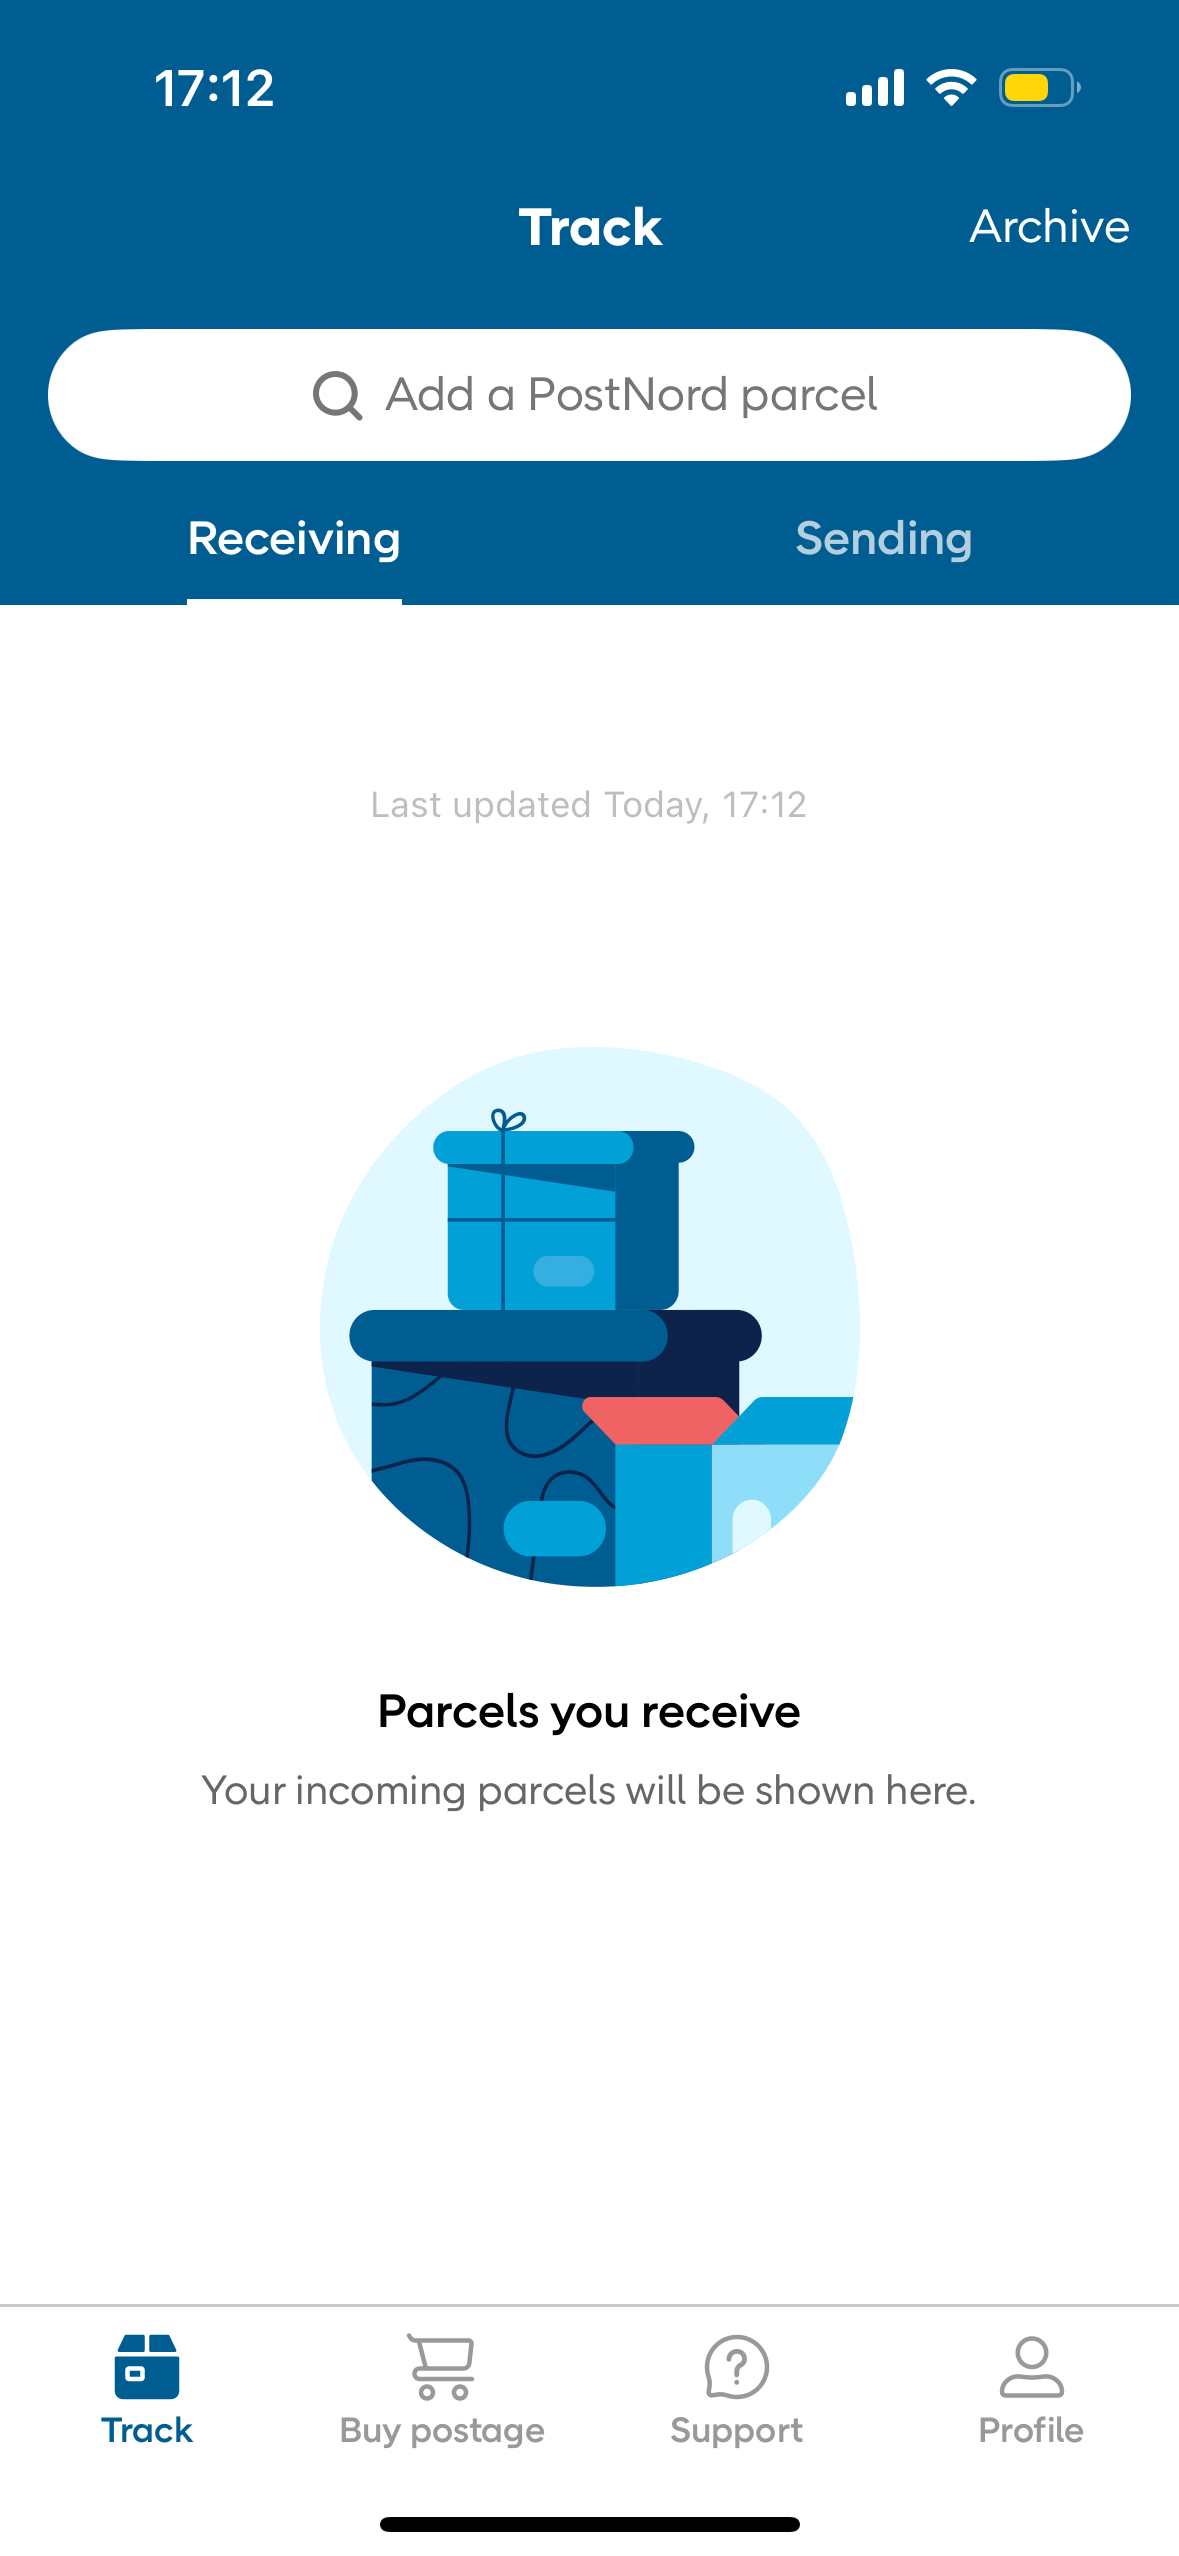 17:12
Track
Archive
Add a PostNord parcel
Receiving
Sending
Last updated Today, 17:12
Parcels you receive
Your incoming parcels will be shown here.
Track
Buy postage
Support
Profile